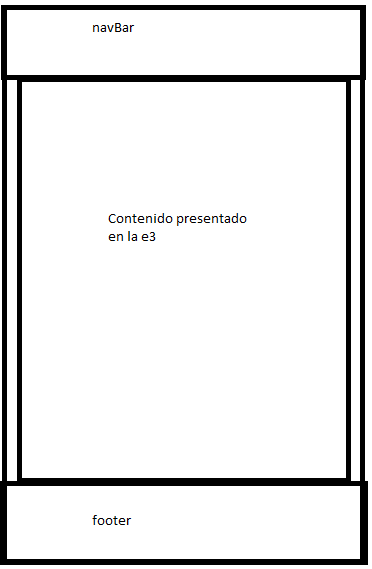 navBar
Contenido presentado
en la e3
footer